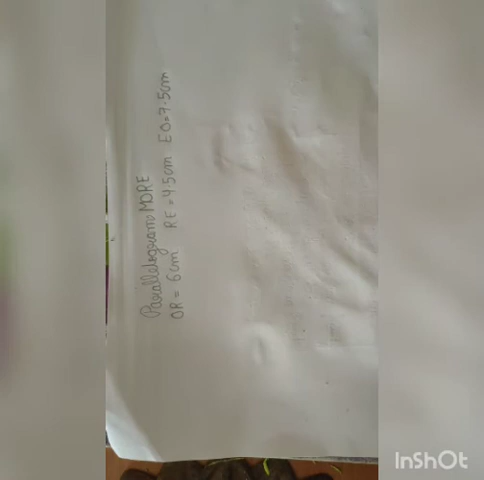 Parallelogram MORE
OR = 6cm RE = 4.5cm EO = 7.5cm
InShOt